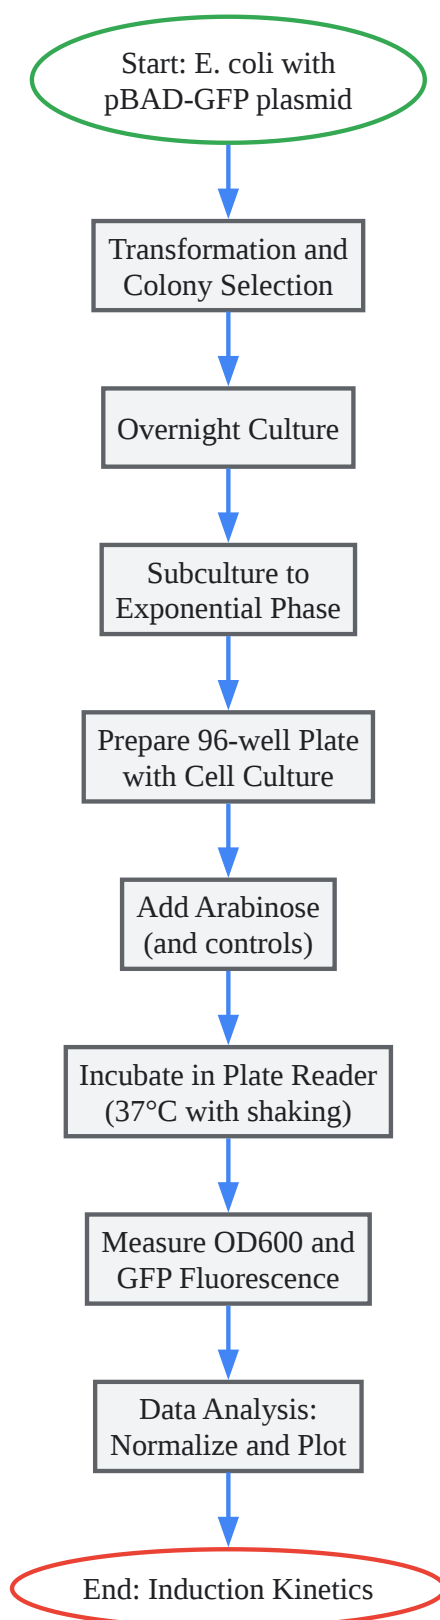 Start: E. coli with
pBAD-GFP plasmid
Transformation and
Colony Selection
Overnight Culture
Subculture to
Exponential Phase
Prepare 96-well Plate
with Cell Culture
Add Arabinose
(and controls)
Incubate in Plate Reader
(37°C with shaking)
Measure OD600 and
GFP Fluorescence
Data Analysis:
Normalize and Plot
End: Induction Kinetics